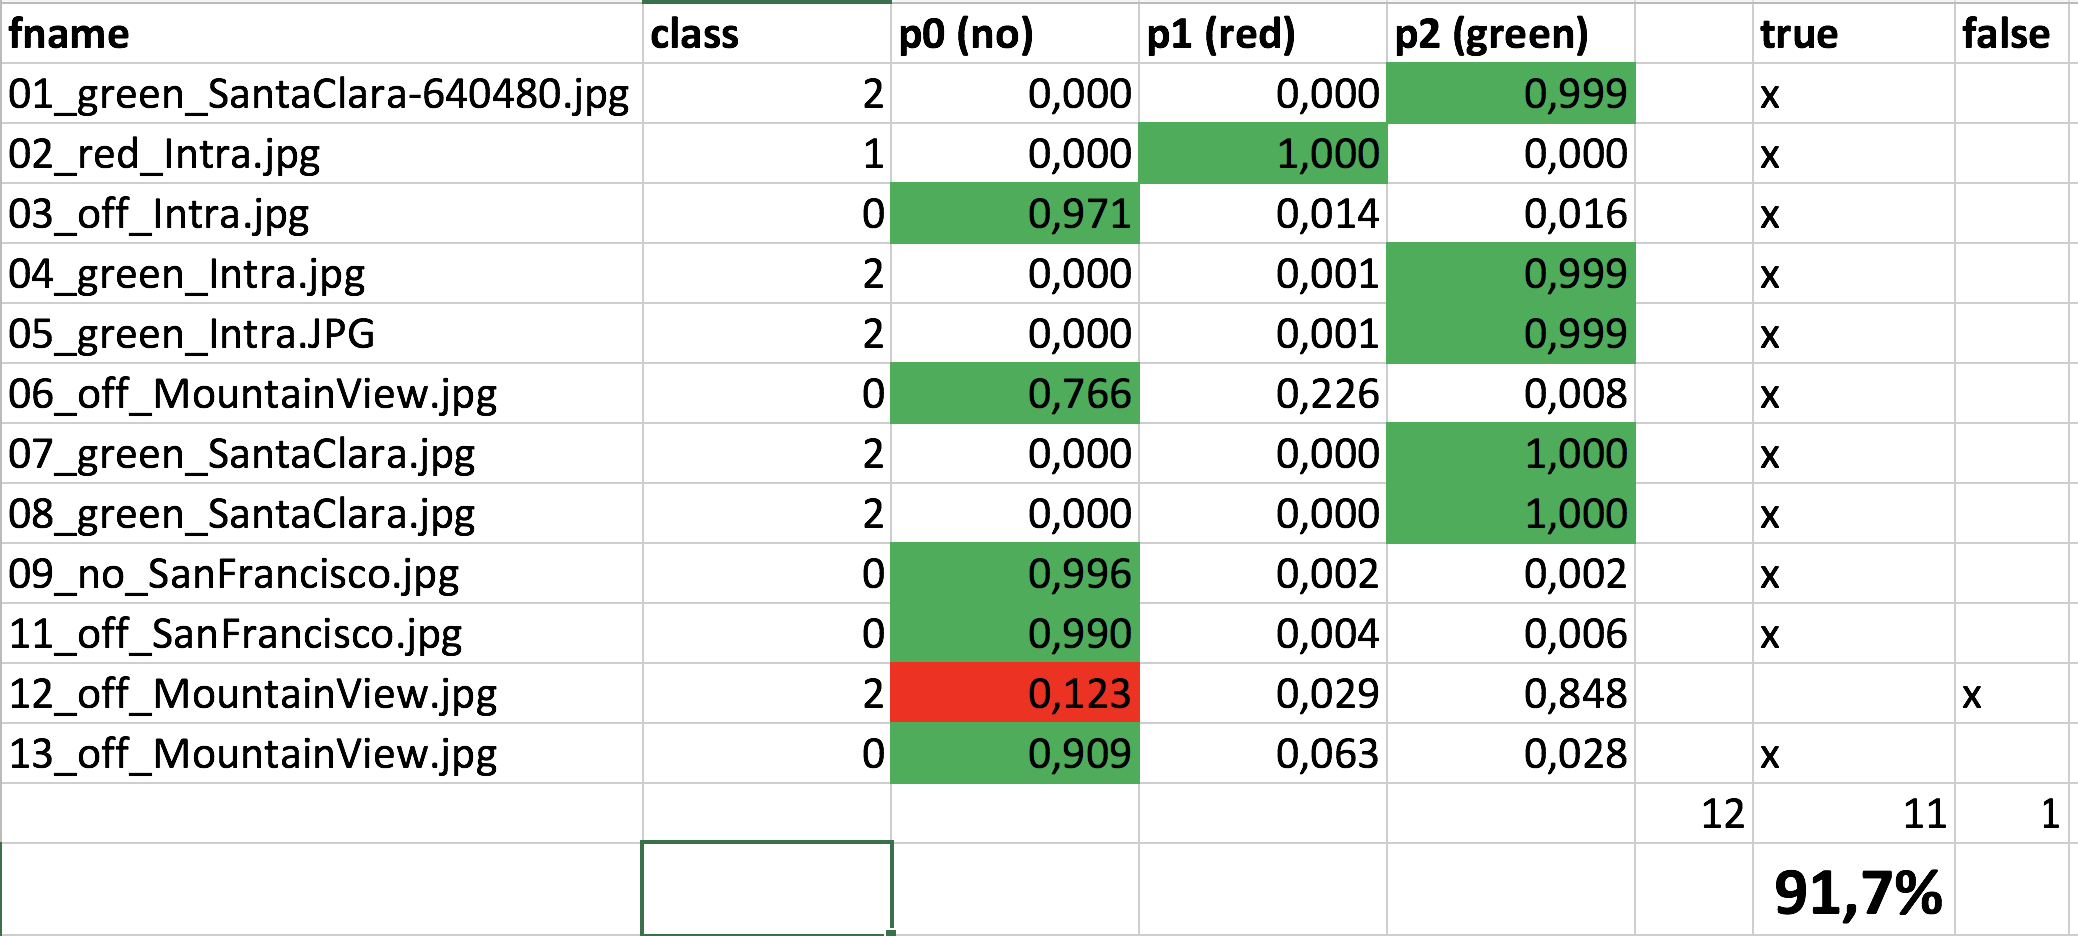 fname class p0 (no) p1 (red) p2 (green) true false
01_green_SantaClara-640480.jpg 2 0,000 0,000 0,999 x
02_red_Intra.jpg 1 0,000 1,000 0,000 x
03_off_Intra.jpg 0 0,971 0,014 0,016 x
04_green_Intra.jpg 2 0,000 0,001 0,999 x
05_green_Intra.JPG 2 0,000 0,001 0,999 x
06_off_MountainView.jpg 0 0,766 0,226 0,008 x
07_green_SantaClara.jpg 2 0,000 0,000 1,000 x
08_green_SantaClara.jpg 2 0,000 0,000 1,000 x
09_no_SanFrancisco.jpg 0 0,996 0,002 0,002 x
11_off_SanFrancisco.jpg 0 0,990 0,004 0,006 x
12_off_MountainView.jpg 2 0,123 0,029 0,848 x
13_off_MountainView.jpg 0 0,909 0,063 0,028 x
12 11 1
91,7%